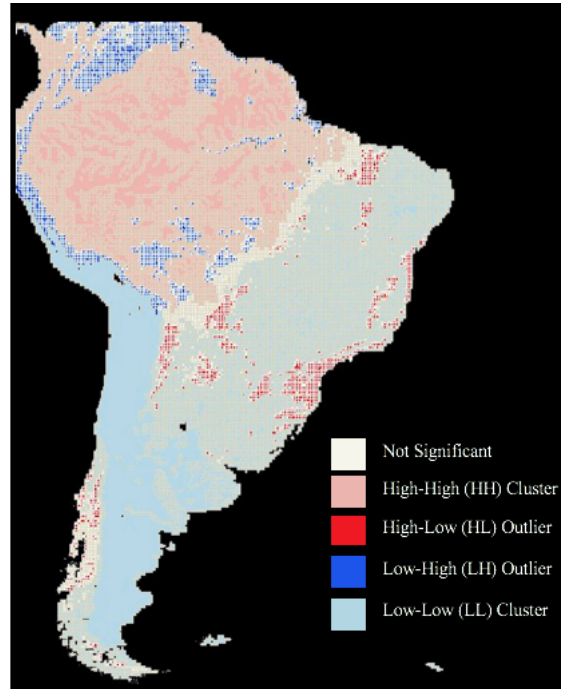 Not Significant
High-High (HH) Cluster
High-Low (HL) Outlier
Low-High (LH) Outlier
Low-Low (LL) Cluster